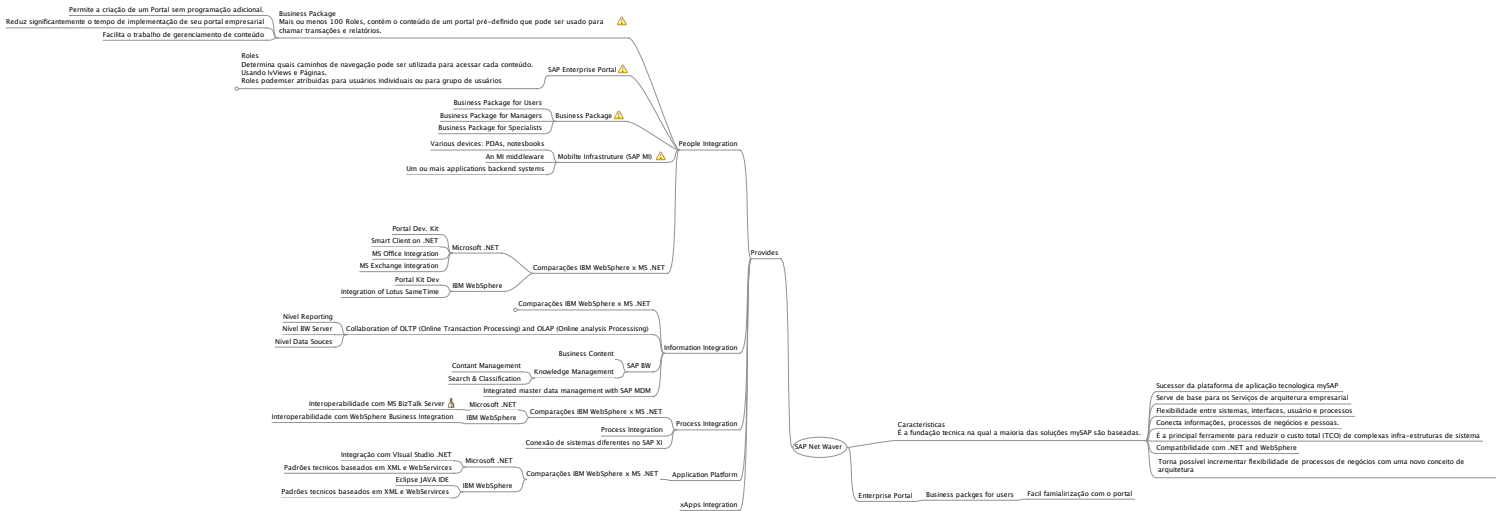 Permite a criação de um Portal sem programação adicional.
Reduz significantemente o tempo de implementação de seu portal empresarial
Facilita o trabalho de gerenciamento de conteúdo
Business Package
Mais ou menos 100 Roles, contém o conteúdo de um portal pré-definido que pode ser usado para
chamar transações e relatórios.
Roles
Determina quais caminhos de navegação pode ser utilizada para acessar cada conteúdo.
Usando IvViews e Páginas.
Roles podemser atribuidas para usuários individuais ou para grupo de usuários
SAP Enterprise Portal
Business Package for Users
Business Package for Managers
Business Package for Specialists
Business Package
Various devices: PDAs, notesbooks
An MI middleware
Um ou mais applications backend systems
Mobilte Infrastruture (SAP MI)
People Integration
Portal Dev. Kit
Smart Client on .NET
MS Office Integration
MS Exchange Integration
Microsoft .NET
Portal Kit Dev
Integration of Lotus SameTime
IBM WebSphere
Comparações IBM WebSphere x MS .NET
Provides
Comparações IBM WebSphere x MS .NET
Nível Reporting
Nível BW Server
Nível Data Souces
Collaboration of OLTP (Online Transaction Processing) and OLAP (Online analysis Processisng)
Information Integration
Business Content
Contant Management
Search & Classification
Knowledge Management
SAP BW
Integrated master data management with SAP MDM
Interoperabilidade com MS BizTalk Server
Microsoft .NET
Interoperabilidade com WebSphere Business Integration
IBM WebSphere
Comparações IBM WebSphere x MS .NET
Process Integration
Conexão de sistemas diferentes no SAP XI
Process Integration
Integração com VIsual Studio .NET
Padrões tecnicos baseados em XML e WebServirces
Microsoft .NET
Eclipse JAVA IDE
Padrões tecnicos baseados em XML e WebServirces
IBM WebSphere
Comparações IBM WebSphere x MS .NET
Application Platform
xApps Integration
SAP Net Waver
Caracteristicas
É a fundação tecnica na qual a maioria das soluções mySAP são baseadas.
Sucessor da plataforma de aplicação tecnologica mySAP
Serve de base para os Serviços de arquitetura empresarial
Flexibilidade entre sistemas, interfaces, usuário e processos
Conecta informações, processos de negócios e pessoas.
É a principal ferramente para reduzir o custo total (TCO) de complexas infra-estruturas de sistema
Compatibilidade com .NET and WebSphere
Torna possível incrementar flexibilidade de processos de negócios com uma novo conceito de
arquitetura
Enterprise Portal
Business packges for users
Facil famialirização com o portal